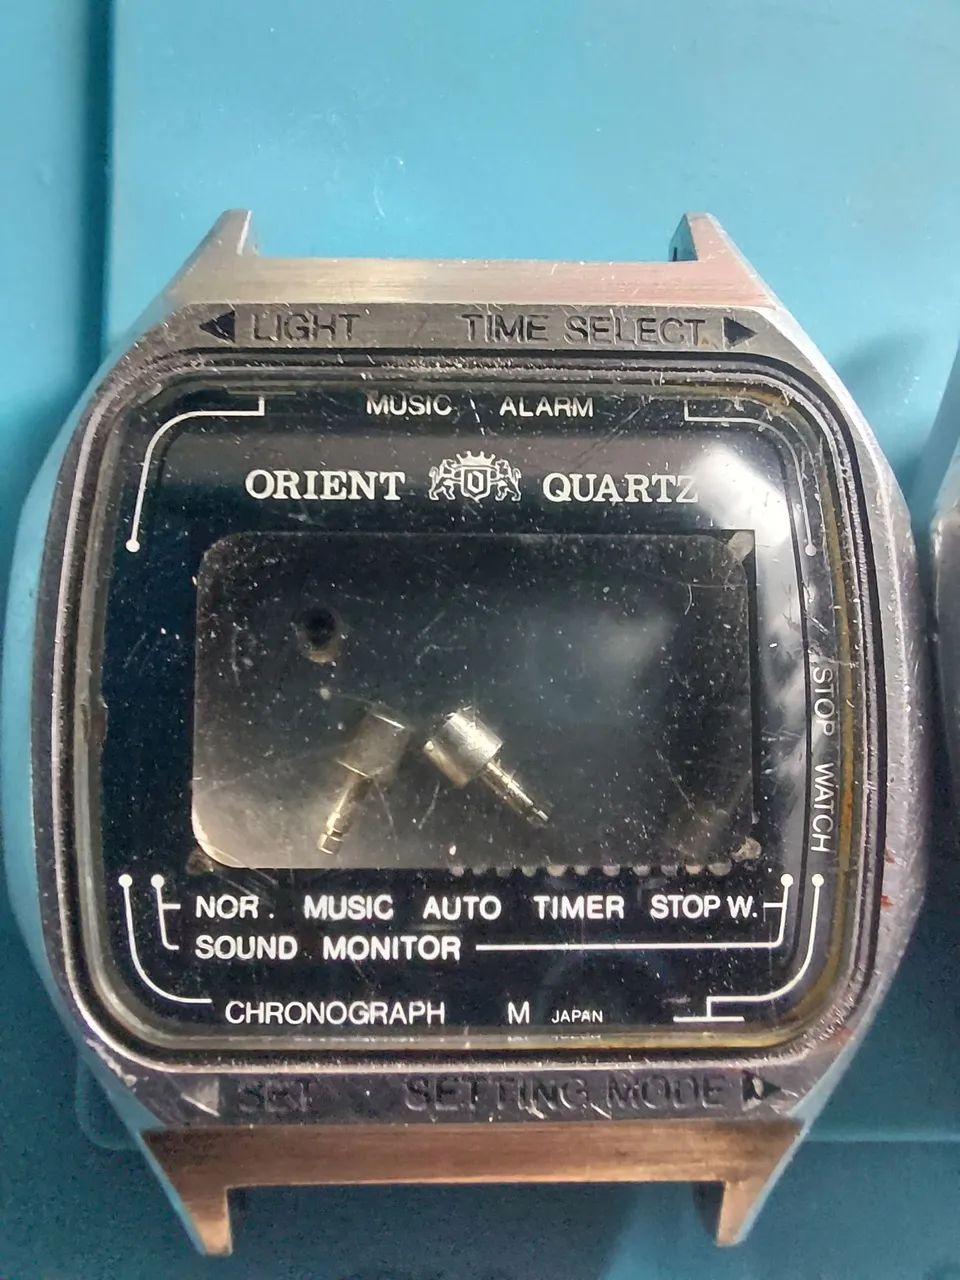 LIGHT TIME SELECT
MUSIC ALARM
ORIENT QUARTZ
STOP WATCH
NOR. MUSIC AUTO TIMER STOP W.
SOUND MONITOR
CHRONOGRAPH M JAPAN
SET SETTING MODE